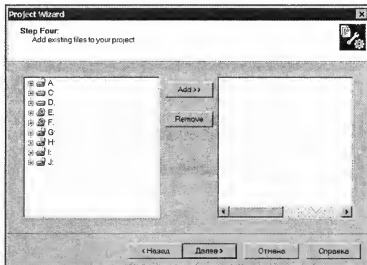 Project Wizard
Step Four:
Add existing files to your project
A:
C:
D:
E:
F:
G:
H:
I:
J:
Add >>
Remove
< Назад
Далее >
Отмена
Справка